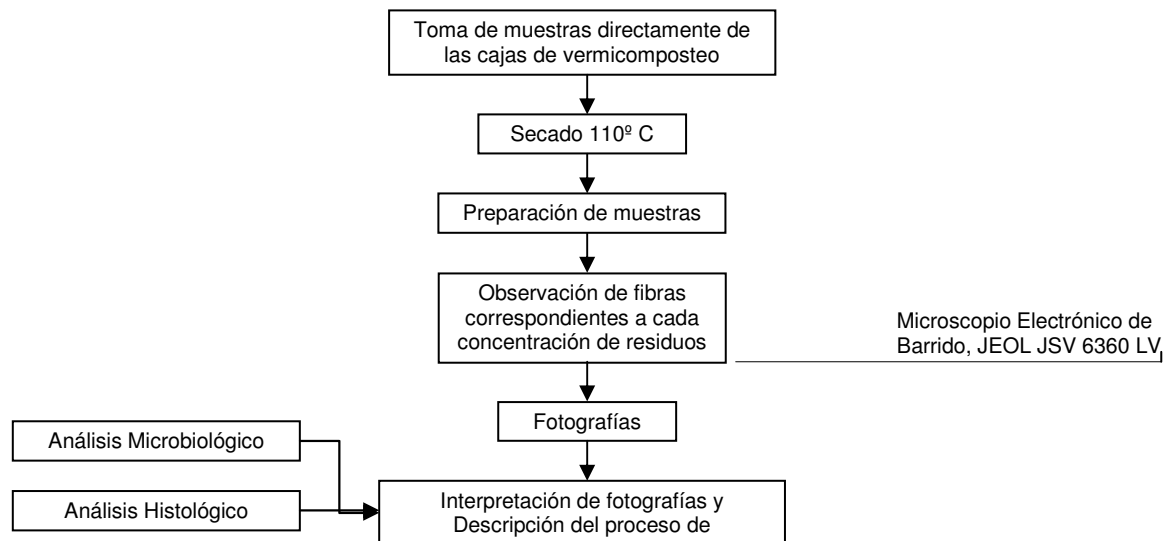 Toma de muestras directamente de
las cajas de vermicomposteo
Secado 110º C
Preparación de muestras
Observación de fibras
correspondientes a cada
concentración de residuos
Microscopio Electrónico de
Barrido, JEOL JSV 6360 LV
Fotografías
Análisis Microbiológico
Análisis Histológico
Interpretación de fotografías y
Descripción del proceso de